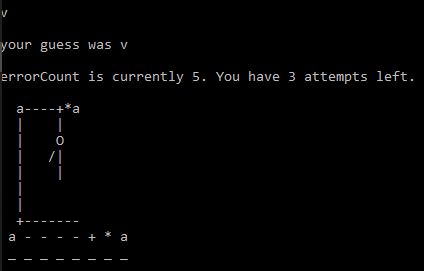 v
your guess was v
errorCount is currently 5. You have 3 attempts left.
a----+*a
|    |
|    O
|   /|
|    |
|
|
+-------
a - - - - + * a
_ _ _ _ _ _ _ _